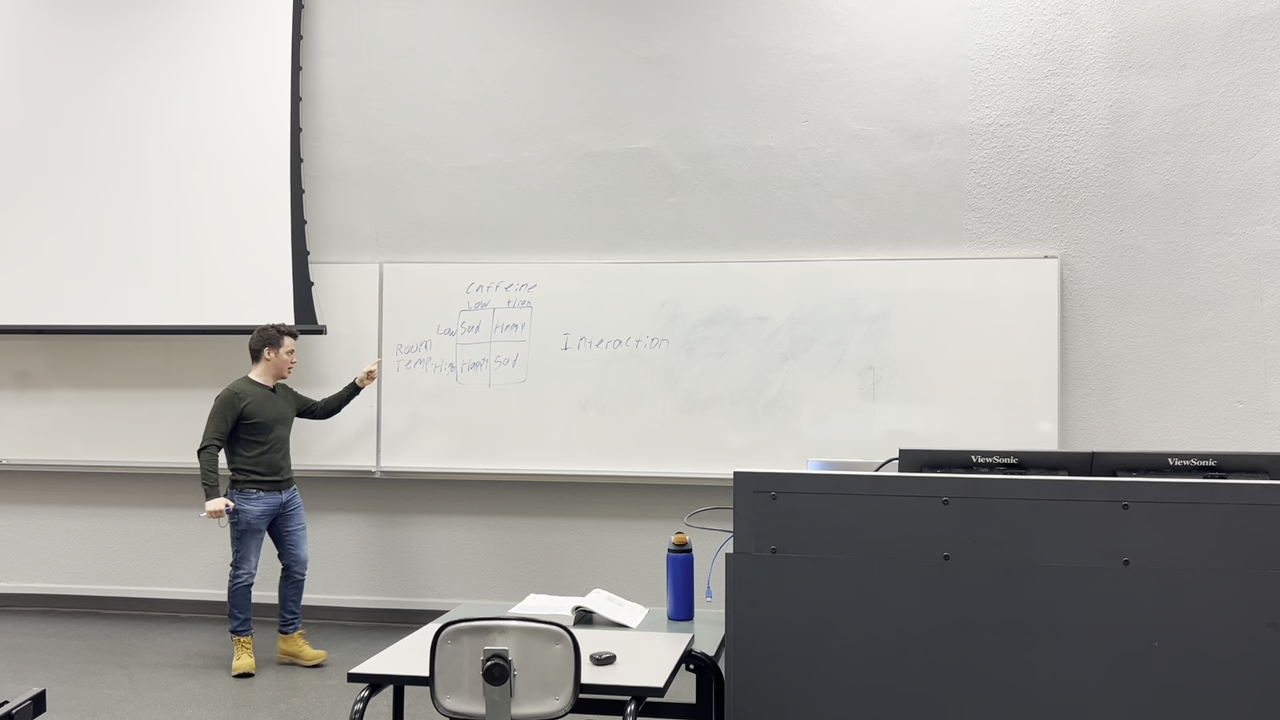 Caffeine
Low High
Low Sad Happy
Room
Temp. High Happy Sad
Interaction
ViewSonic
ViewSonic